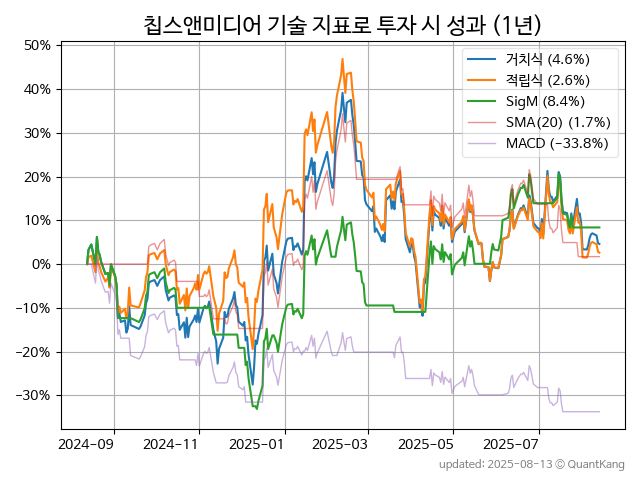 칩스앤미디어 기술 지표로 투자 시 성과 (1년)
50%
40%
30%
20%
10%
0%
−10%
−20%
−30%
거치식 (4.6%)
적립식 (2.6%)
SigM (8.4%)
SMA(20) (1.7%)
MACD (−33.8%)
2024-09
2024-11
2025-01
2025-03
2025-05
2025-07
updated: 2025-08-13 © QuantKang